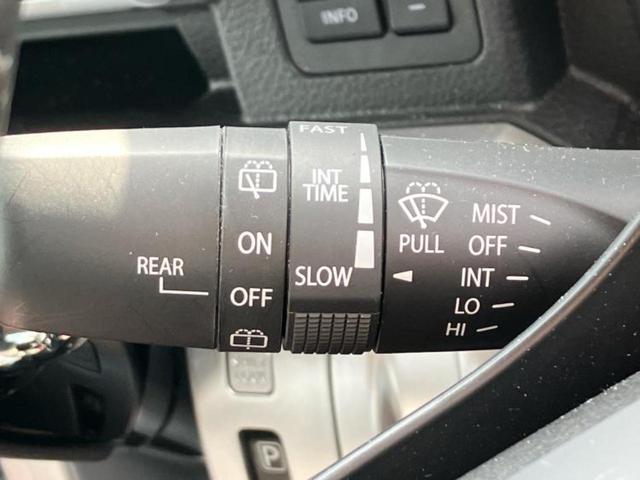 INFO
−
FAST
INT
TIME
SLOW
ON
OFF
REAR
PULL
MIST
OFF
INT
LO
HI
P